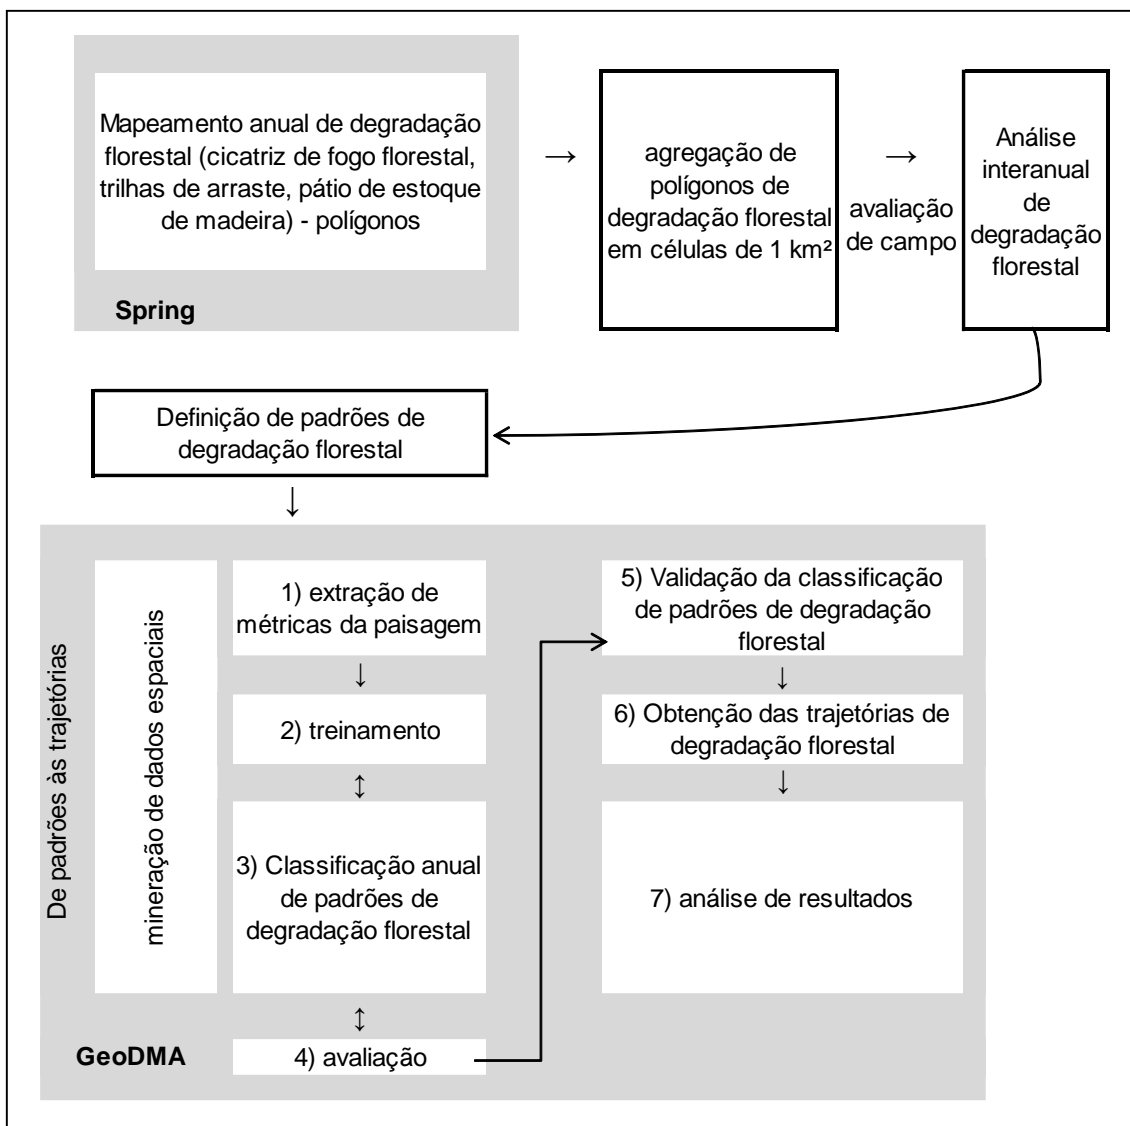 Mapeamento anual de degradação
florestal (cicatriz de fogo florestal,
trilhas de arraste, pátio de estoque
de madeira) - polígonos
Spring
→
agregação de
polígonos de
degradação florestal
em células de 1 km²
→
avaliação
de campo
Análise
interanual
de
degradação
florestal
Definição de padrões de
degradação florestal
↓
De padrões às trajetórias
mineração de dados espaciais
1) extração de
métricas da paisagem
↓
2) treinamento
↕
3) Classificação anual
de padrões de
degradação florestal
↕
4) avaliação
GeoDMA
5) Validação da classificação
de padrões de degradação
florestal
↓
6) Obtenção das trajetórias de
degradação florestal
↓
7) análise de resultados